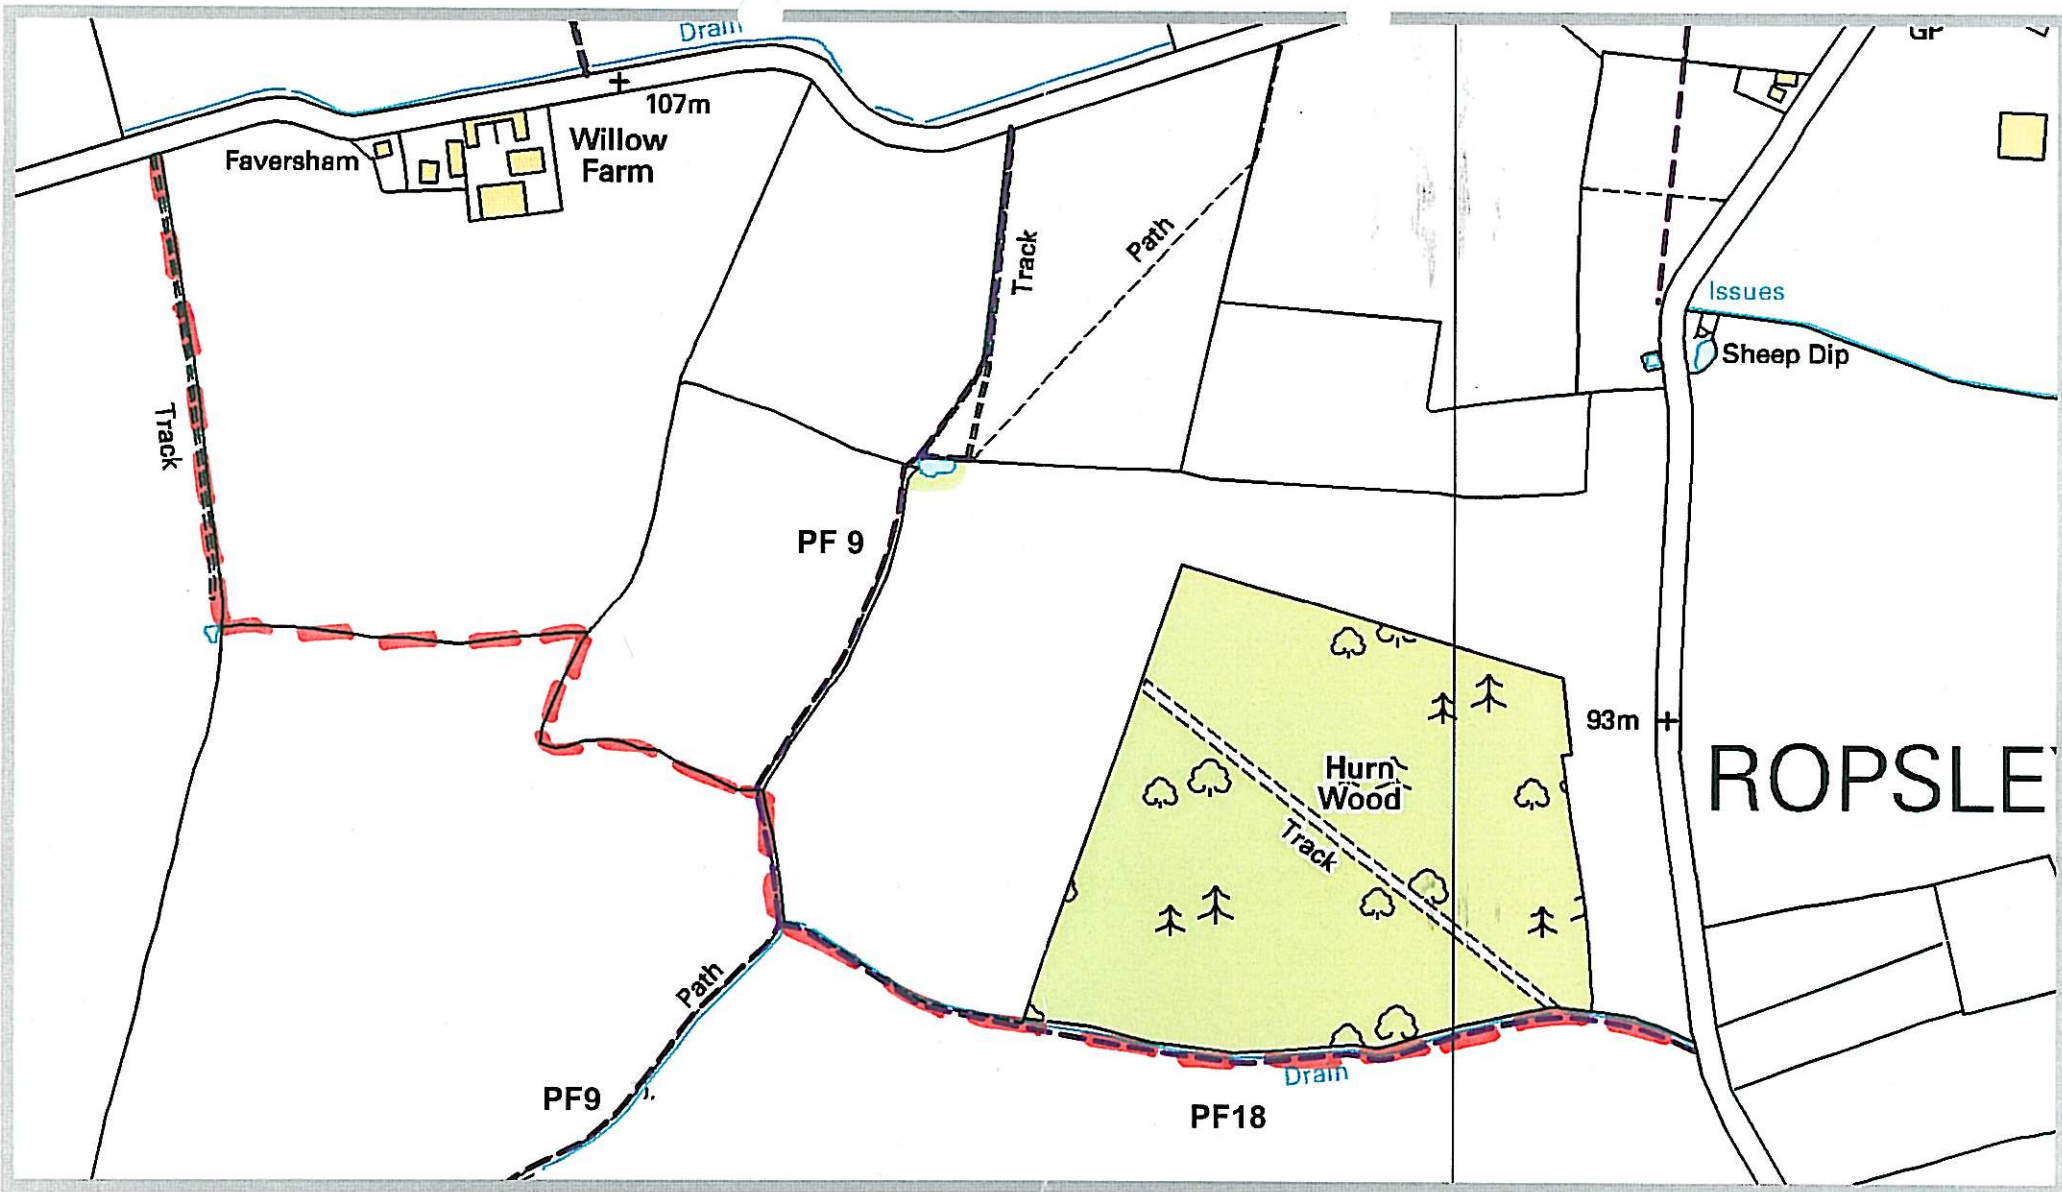 Drain
GP
107m
Willow
Farm
Faversham
Track
Path
Track
Issues
Sheep Dip
PF 9
93m
Hurn
Wood
ROPSLE
Track
Path
PF9
Drain
PF18